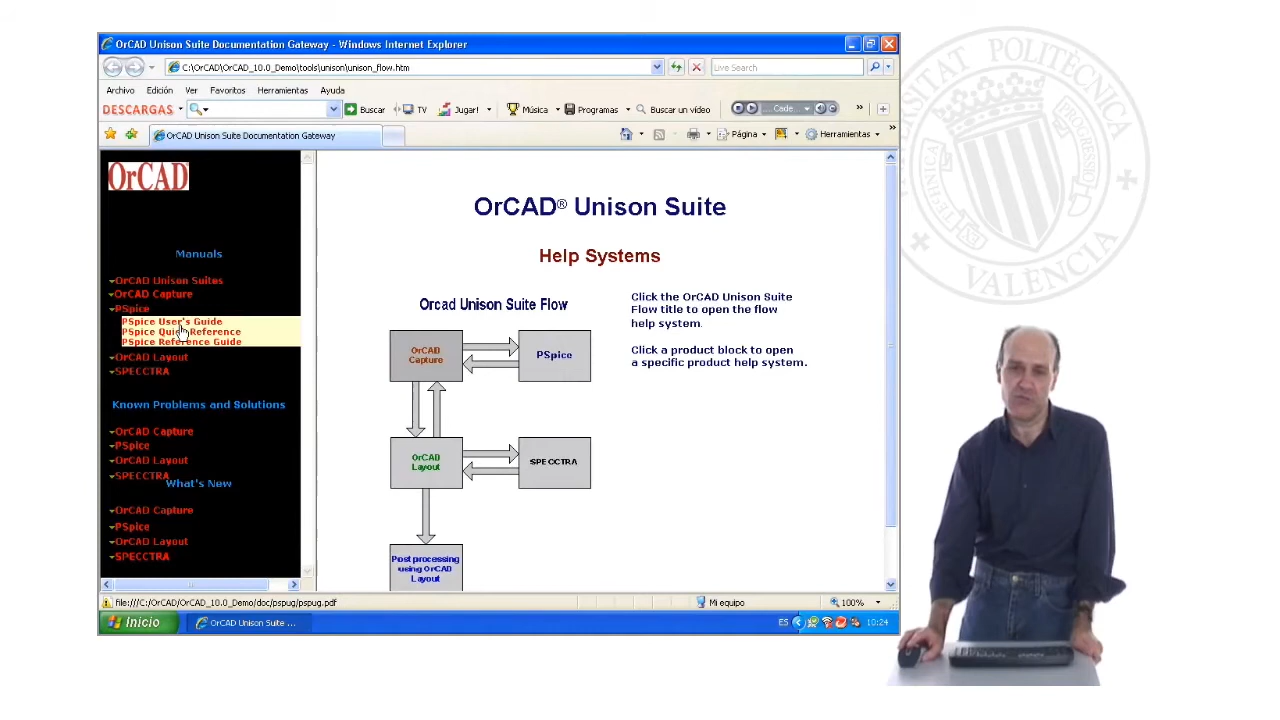 OrCAD Unison Suite Documentation Gateway - Windows Internet Explorer
C:\OrCAD\OrCAD_10.0_Demo\tools\unison\unison_flow.htm
Live Search
Archivo Edición Ver Favoritos Herramientas Ayuda
DESCARGAS Buscar TV Jugar! Música Programas Buscar un vídeo Cade...
OrCAD Unison Suite Documentation Gateway
Página Herramientas
OrCAD
Manuals
OrCAD Unison Suites
OrCAD Capture
PSpice
PSpice User's Guide
PSpice Quick Reference
PSpice Reference Guide
OrCAD Layout
SPECCTRA
Known Problems and Solutions
OrCAD Capture
PSpice
OrCAD Layout
SPECCTRA
What's New
OrCAD Capture
PSpice
OrCAD Layout
SPECCTRA
OrCAD® Unison Suite
Help Systems
Orcad Unison Suite Flow
OrCAD
Capture
PSpice
OrCAD
Layout
SPECCTRA
Post processing
using OrCAD
Layout
Click the OrCAD Unison Suite
Flow title to open the flow
help system.
Click a product block to open
a specific product help system.
file:///C:/OrCAD/OrCAD_10.0_Demo/doc/pspug/pspug.pdf
Mi equipo
100%
Inicio
OrCAD Unison Suite ...
ES
10:24
UNIVERSITAT POLITÈCNICA
VALÈNCIA